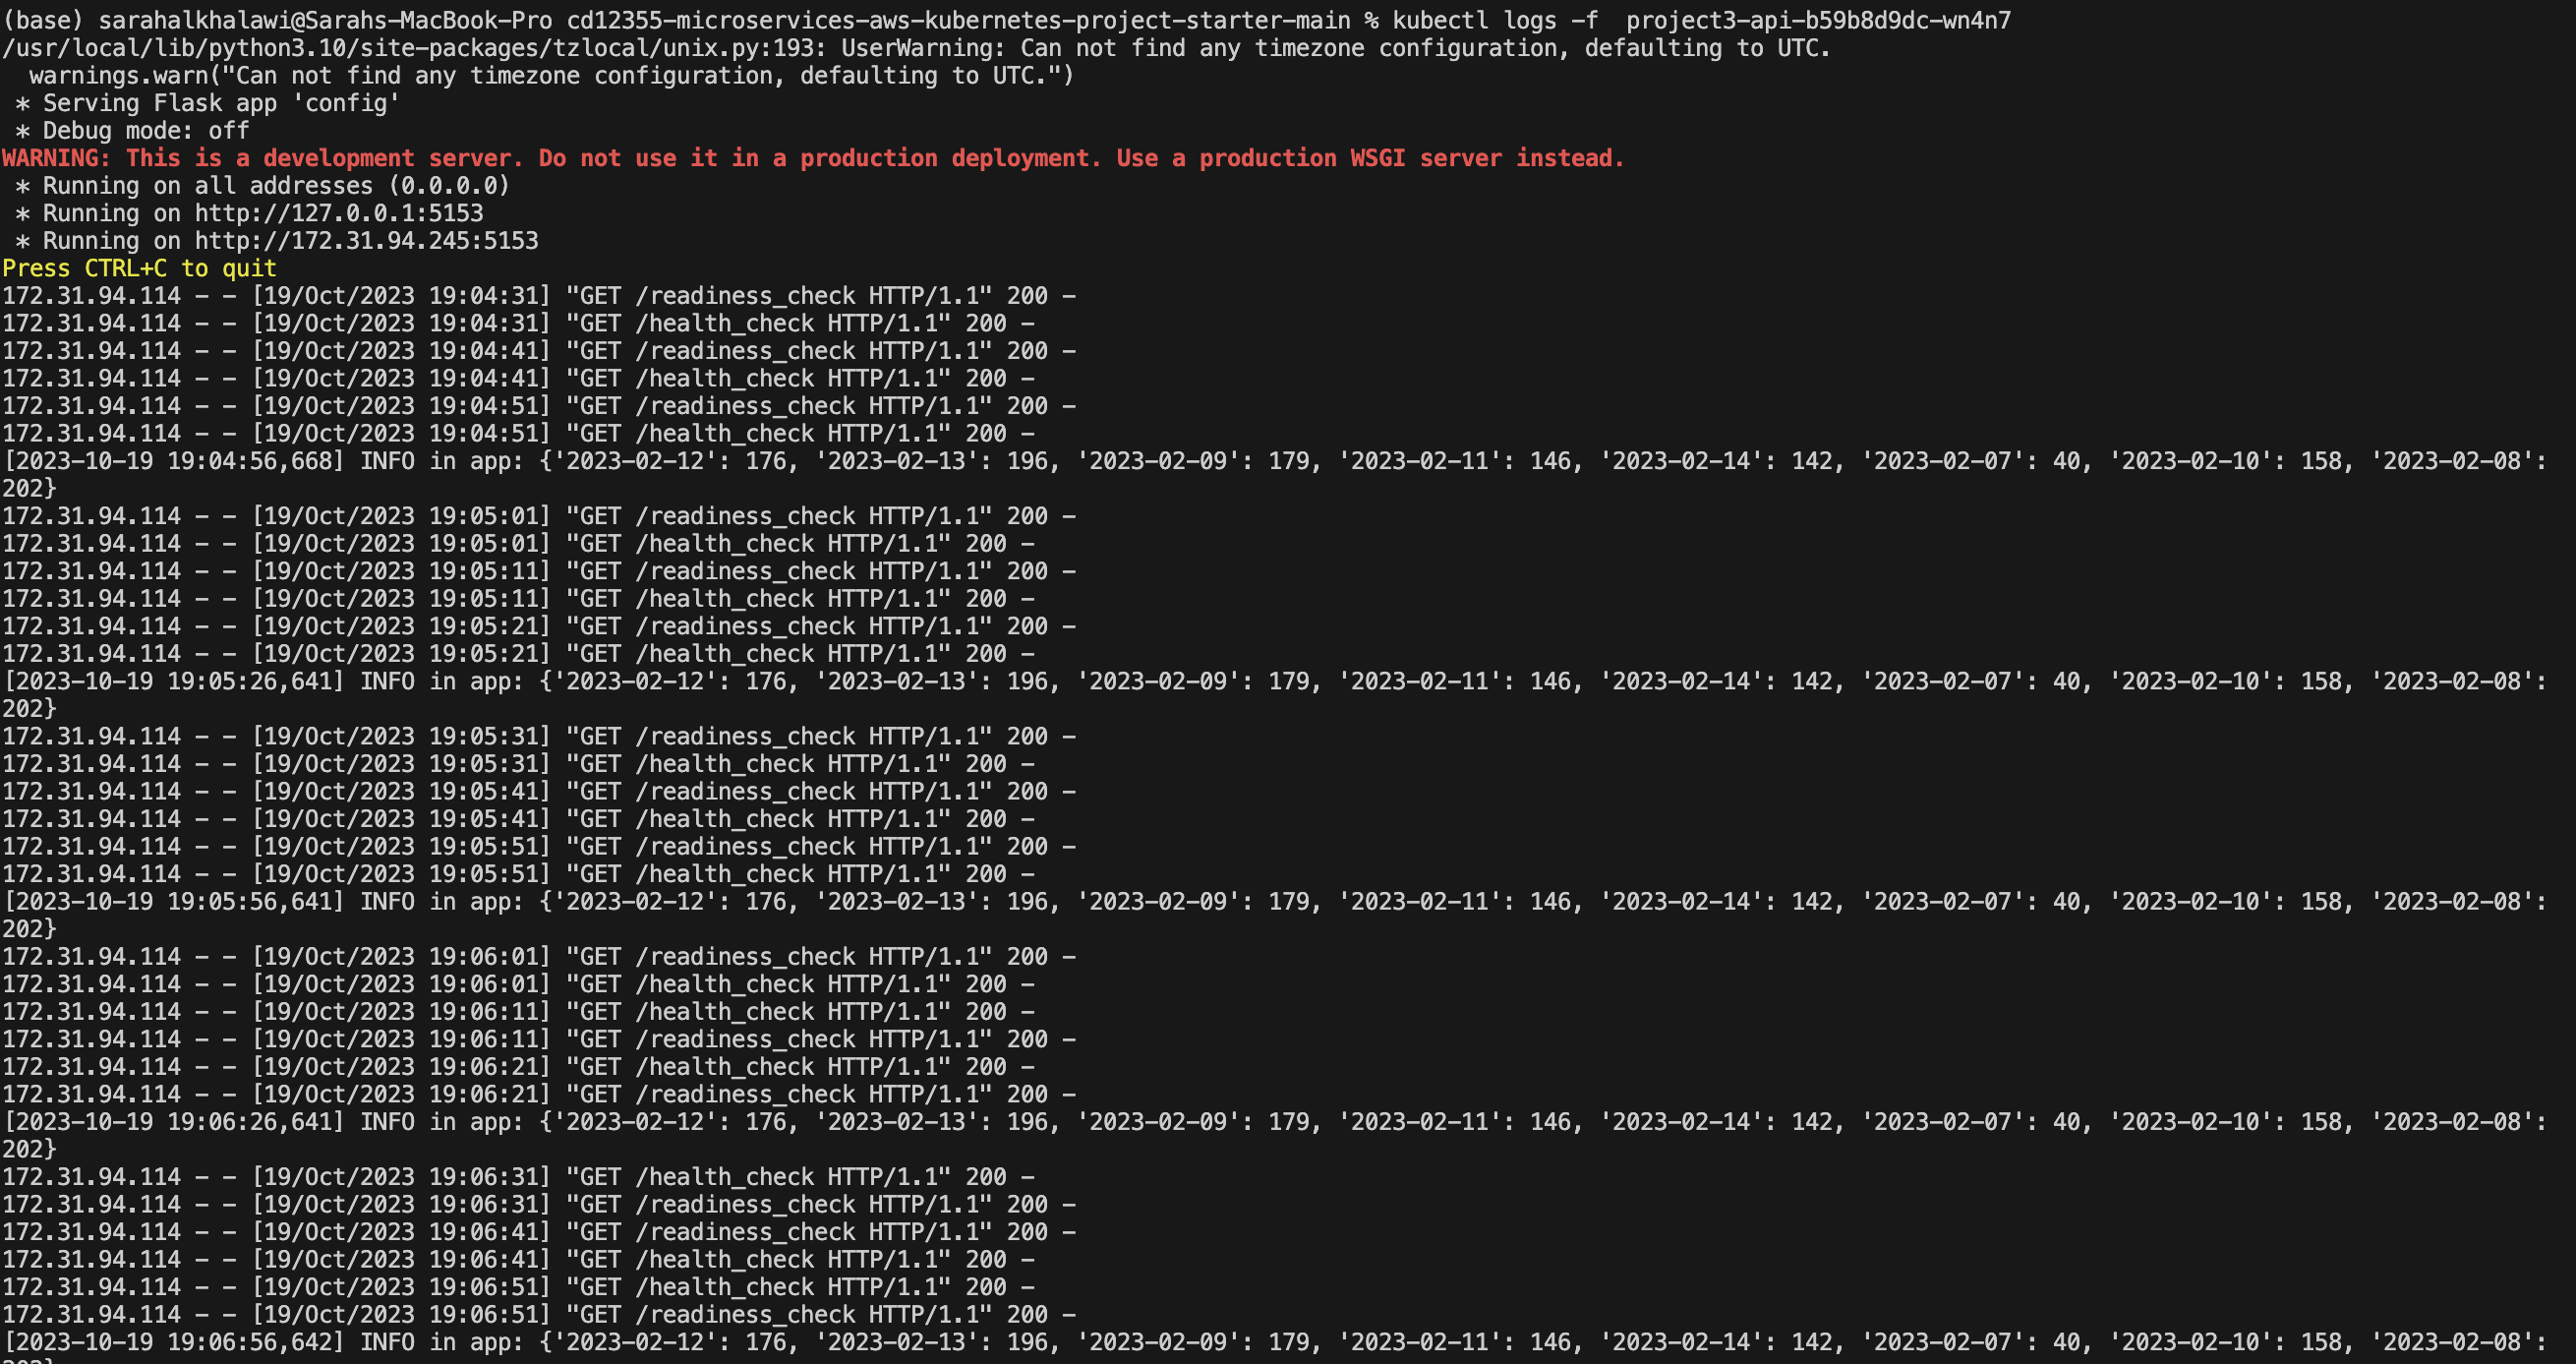 (base) sarahalkhalawi@Sarahs-MacBook-Pro cd12355-microservices-aws-kubernetes-project-starter-main % kubectl logs -f  project3-api-b59b8d9dc-wn4n7
/usr/local/lib/python3.10/site-packages/tzlocal/unix.py:193: UserWarning: Can not find any timezone configuration, defaulting to UTC.
  warnings.warn("Can not find any timezone configuration, defaulting to UTC.")
 * Serving Flask app 'config'
 * Debug mode: off
WARNING: This is a development server. Do not use it in a production deployment. Use a production WSGI server instead.
 * Running on all addresses (0.0.0.0)
 * Running on http://127.0.0.1:5153
 * Running on http://172.31.94.245:5153
Press CTRL+C to quit
172.31.94.114 - - [19/Oct/2023 19:04:31] "GET /readiness_check HTTP/1.1" 200 -
172.31.94.114 - - [19/Oct/2023 19:04:31] "GET /health_check HTTP/1.1" 200 -
172.31.94.114 - - [19/Oct/2023 19:04:41] "GET /readiness_check HTTP/1.1" 200 -
172.31.94.114 - - [19/Oct/2023 19:04:41] "GET /health_check HTTP/1.1" 200 -
172.31.94.114 - - [19/Oct/2023 19:04:51] "GET /readiness_check HTTP/1.1" 200 -
172.31.94.114 - - [19/Oct/2023 19:04:51] "GET /health_check HTTP/1.1" 200 -
[2023-10-19 19:04:56,668] INFO in app: {'2023-02-12': 176, '2023-02-13': 196, '2023-02-09': 179, '2023-02-11': 146, '2023-02-14': 142, '2023-02-07': 40, '2023-02-10': 158, '2023-02-08':
202}
172.31.94.114 - - [19/Oct/2023 19:05:01] "GET /readiness_check HTTP/1.1" 200 -
172.31.94.114 - - [19/Oct/2023 19:05:01] "GET /health_check HTTP/1.1" 200 -
172.31.94.114 - - [19/Oct/2023 19:05:11] "GET /readiness_check HTTP/1.1" 200 -
172.31.94.114 - - [19/Oct/2023 19:05:11] "GET /health_check HTTP/1.1" 200 -
172.31.94.114 - - [19/Oct/2023 19:05:21] "GET /readiness_check HTTP/1.1" 200 -
172.31.94.114 - - [19/Oct/2023 19:05:21] "GET /health_check HTTP/1.1" 200 -
[2023-10-19 19:05:26,641] INFO in app: {'2023-02-12': 176, '2023-02-13': 196, '2023-02-09': 179, '2023-02-11': 146, '2023-02-14': 142, '2023-02-07': 40, '2023-02-10': 158, '2023-02-08':
202}
172.31.94.114 - - [19/Oct/2023 19:05:31] "GET /readiness_check HTTP/1.1" 200 -
172.31.94.114 - - [19/Oct/2023 19:05:31] "GET /health_check HTTP/1.1" 200 -
172.31.94.114 - - [19/Oct/2023 19:05:41] "GET /readiness_check HTTP/1.1" 200 -
172.31.94.114 - - [19/Oct/2023 19:05:41] "GET /health_check HTTP/1.1" 200 -
172.31.94.114 - - [19/Oct/2023 19:05:51] "GET /readiness_check HTTP/1.1" 200 -
172.31.94.114 - - [19/Oct/2023 19:05:51] "GET /health_check HTTP/1.1" 200 -
[2023-10-19 19:05:56,641] INFO in app: {'2023-02-12': 176, '2023-02-13': 196, '2023-02-09': 179, '2023-02-11': 146, '2023-02-14': 142, '2023-02-07': 40, '2023-02-10': 158, '2023-02-08':
202}
172.31.94.114 - - [19/Oct/2023 19:06:01] "GET /readiness_check HTTP/1.1" 200 -
172.31.94.114 - - [19/Oct/2023 19:06:01] "GET /health_check HTTP/1.1" 200 -
172.31.94.114 - - [19/Oct/2023 19:06:11] "GET /health_check HTTP/1.1" 200 -
172.31.94.114 - - [19/Oct/2023 19:06:11] "GET /readiness_check HTTP/1.1" 200 -
172.31.94.114 - - [19/Oct/2023 19:06:21] "GET /health_check HTTP/1.1" 200 -
172.31.94.114 - - [19/Oct/2023 19:06:21] "GET /readiness_check HTTP/1.1" 200 -
[2023-10-19 19:06:26,641] INFO in app: {'2023-02-12': 176, '2023-02-13': 196, '2023-02-09': 179, '2023-02-11': 146, '2023-02-14': 142, '2023-02-07': 40, '2023-02-10': 158, '2023-02-08':
202}
172.31.94.114 - - [19/Oct/2023 19:06:31] "GET /health_check HTTP/1.1" 200 -
172.31.94.114 - - [19/Oct/2023 19:06:31] "GET /readiness_check HTTP/1.1" 200 -
172.31.94.114 - - [19/Oct/2023 19:06:41] "GET /readiness_check HTTP/1.1" 200 -
172.31.94.114 - - [19/Oct/2023 19:06:41] "GET /health_check HTTP/1.1" 200 -
172.31.94.114 - - [19/Oct/2023 19:06:51] "GET /health_check HTTP/1.1" 200 -
172.31.94.114 - - [19/Oct/2023 19:06:51] "GET /readiness_check HTTP/1.1" 200 -
[2023-10-19 19:06:56,642] INFO in app: {'2023-02-12': 176, '2023-02-13': 196, '2023-02-09': 179, '2023-02-11': 146, '2023-02-14': 142, '2023-02-07': 40, '2023-02-10': 158, '2023-02-08':